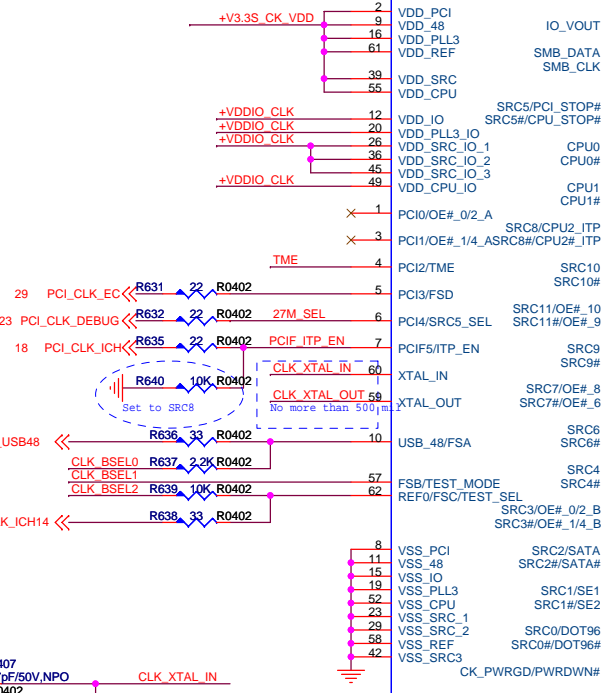 2 VDD_PCI
+V3.3S_CK_VDD 9 VDD_48 IO_VOUT
16 VDD_PLL3
61 VDD_REF SMB_DATA
SMB_CLK
39 VDD_SRC
55 VDD_CPU
SRC5/PCI_STOP#
+VDDIO_CLK 12 VDD_IO SRC5#/CPU_STOP#
+VDDIO_CLK 20 VDD_PLL3_IO
+VDDIO_CLK 26 VDD_SRC_IO_1 CPU0
36 VDD_SRC_IO_2 CPU0#
45 VDD_SRC_IO_3
+VDDIO_CLK 49 VDD_CPU_IO CPU1
CPU1#
1 PCI0/OE#_0/2_A
SRC8/CPU2_ITP
3 PCI1/OE#_1/4_A SRC8#/CPU2#_ITP
TME 4 PCI2/TME SRC10
SRC10#
29 PCI_CLK_EC R631 22 R0402 5 PCI3/FSD
SRC11/OE#_10
23 PCI_CLK_DEBUG R632 22 R0402 27M_SEL 6 PCI4/SRC5_SEL SRC11#/OE#_9
18 PCI_CLK_ICH R635 22 R0402 PCIF_ITP_EN 7 PCIF5/ITP_EN SRC9
SRC9#
CLK_XTAL_IN 60 XTAL_IN
R640 10K R0402 SRC7/OE#_8
CLK_XTAL_OUT 59 XTAL_OUT SRC7#/OE#_6
Set to SRC8 No more than 500 mil
SRC6
_USB48 R636 33 R0402 10 USB_48/FSA SRC6#
CLK_BSEL0 R637 2.2K R0402 SRC4
CLK_BSEL1 57 FSB/TEST_MODE SRC4#
CLK_BSEL2 R639 10K R0402 62 REF0/FSC/TEST_SEL
SRC3/OE#_0/2_B
K_ICH14 R638 33 R0402 SRC3#/OE#_1/4_B
8 VSS_PCI SRC2/SATA
11 VSS_48 SRC2#/SATA#
15 VSS_IO
19 VSS_PLL3 SRC1/SE1
52 VSS_CPU SRC1#/SE2
23 VSS_SRC_1
29 VSS_SRC_2 SRC0/DOT96
58 VSS_REF SRC0#/DOT96#
42 VSS_SRC3
407 CK_PWRGD/PWRDWN#
pF/50V,NPO CLK_XTAL_IN
0402